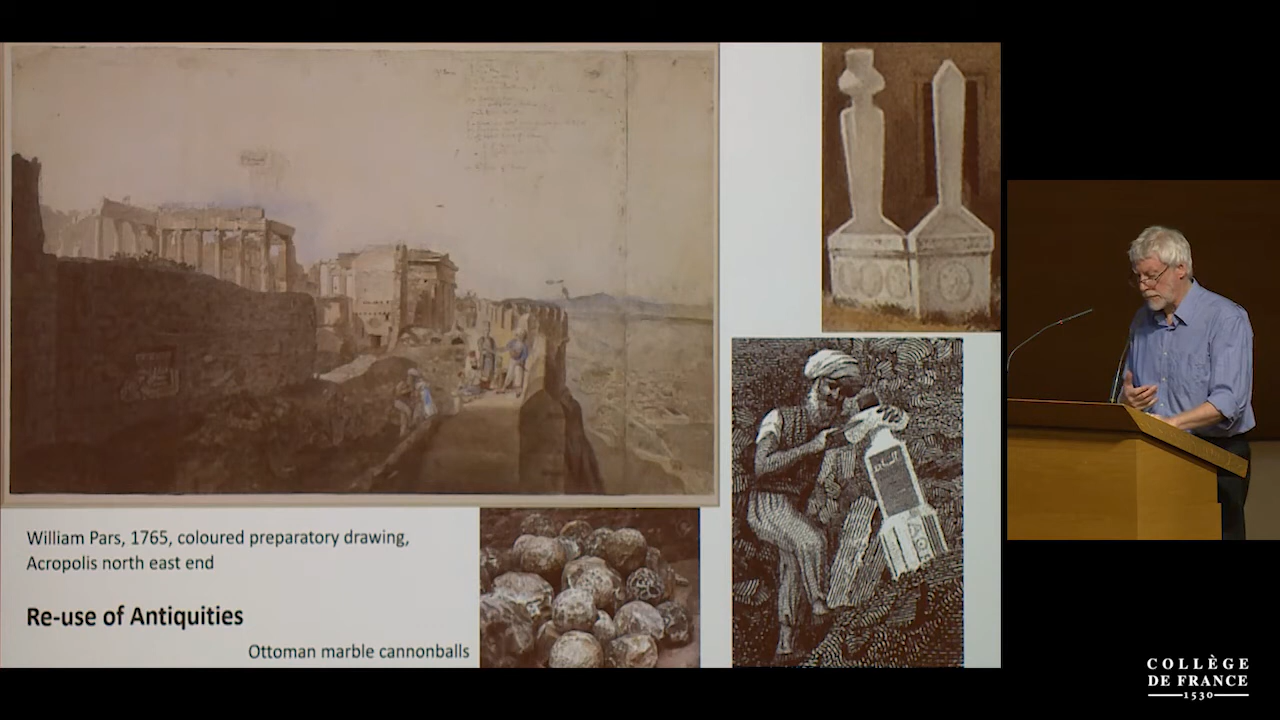 William Pars, 1765, coloured preparatory drawing,
Acropolis north east end
Re-use of Antiquities
Ottoman marble cannonballs
COLLÈGE
DE FRANCE
1530